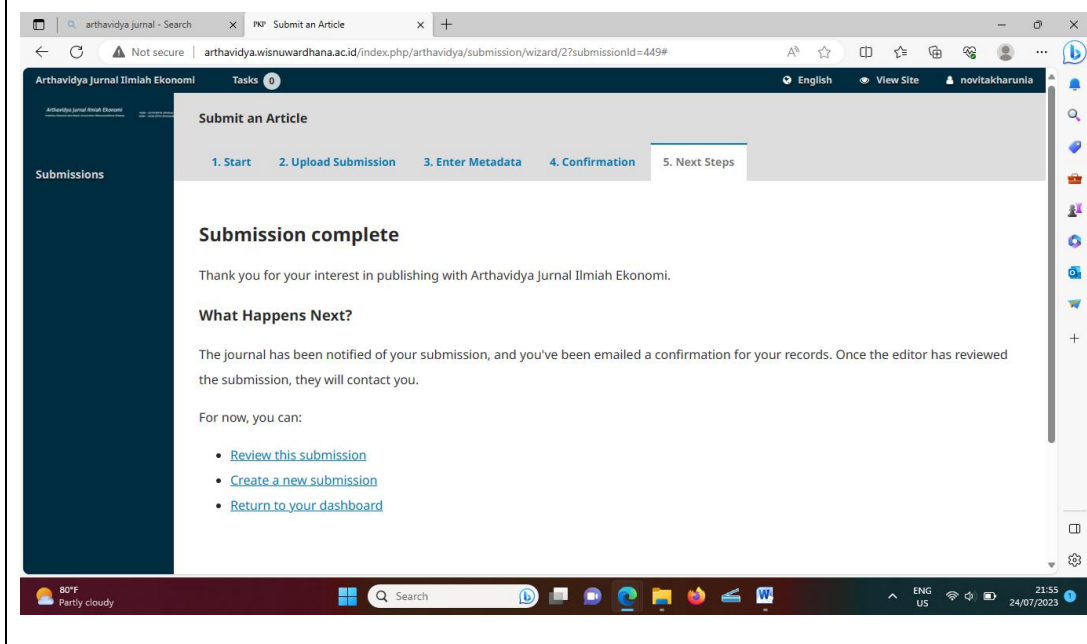 arthavidya jurnal - Search
PKP Submit an Article
Not secure
arthavidya.wisnuwardhana.ac.id/index.php/arthavidya/submission/wizard/2?submissionId=449#
Arthavidya Jurnal Ilmiah Ekonomi Tasks 0 English View Site novitakharunia
Arthavidya Jurnal Ilmiah Ekonomi
Submit an Article
1. Start 2. Upload Submission 3. Enter Metadata 4. Confirmation 5. Next Steps
Submissions
Submission complete
Thank you for your interest in publishing with Arthavidya Jurnal Ilmiah Ekonomi.
What Happens Next?
The journal has been notified of your submission, and you've been emailed a confirmation for your records. Once the editor has reviewed
the submission, they will contact you.
For now, you can:
• Review this submission
• Create a new submission
• Return to your dashboard
80°F
Partly cloudy
Search
ENG
US
21:55
24/07/2023
1